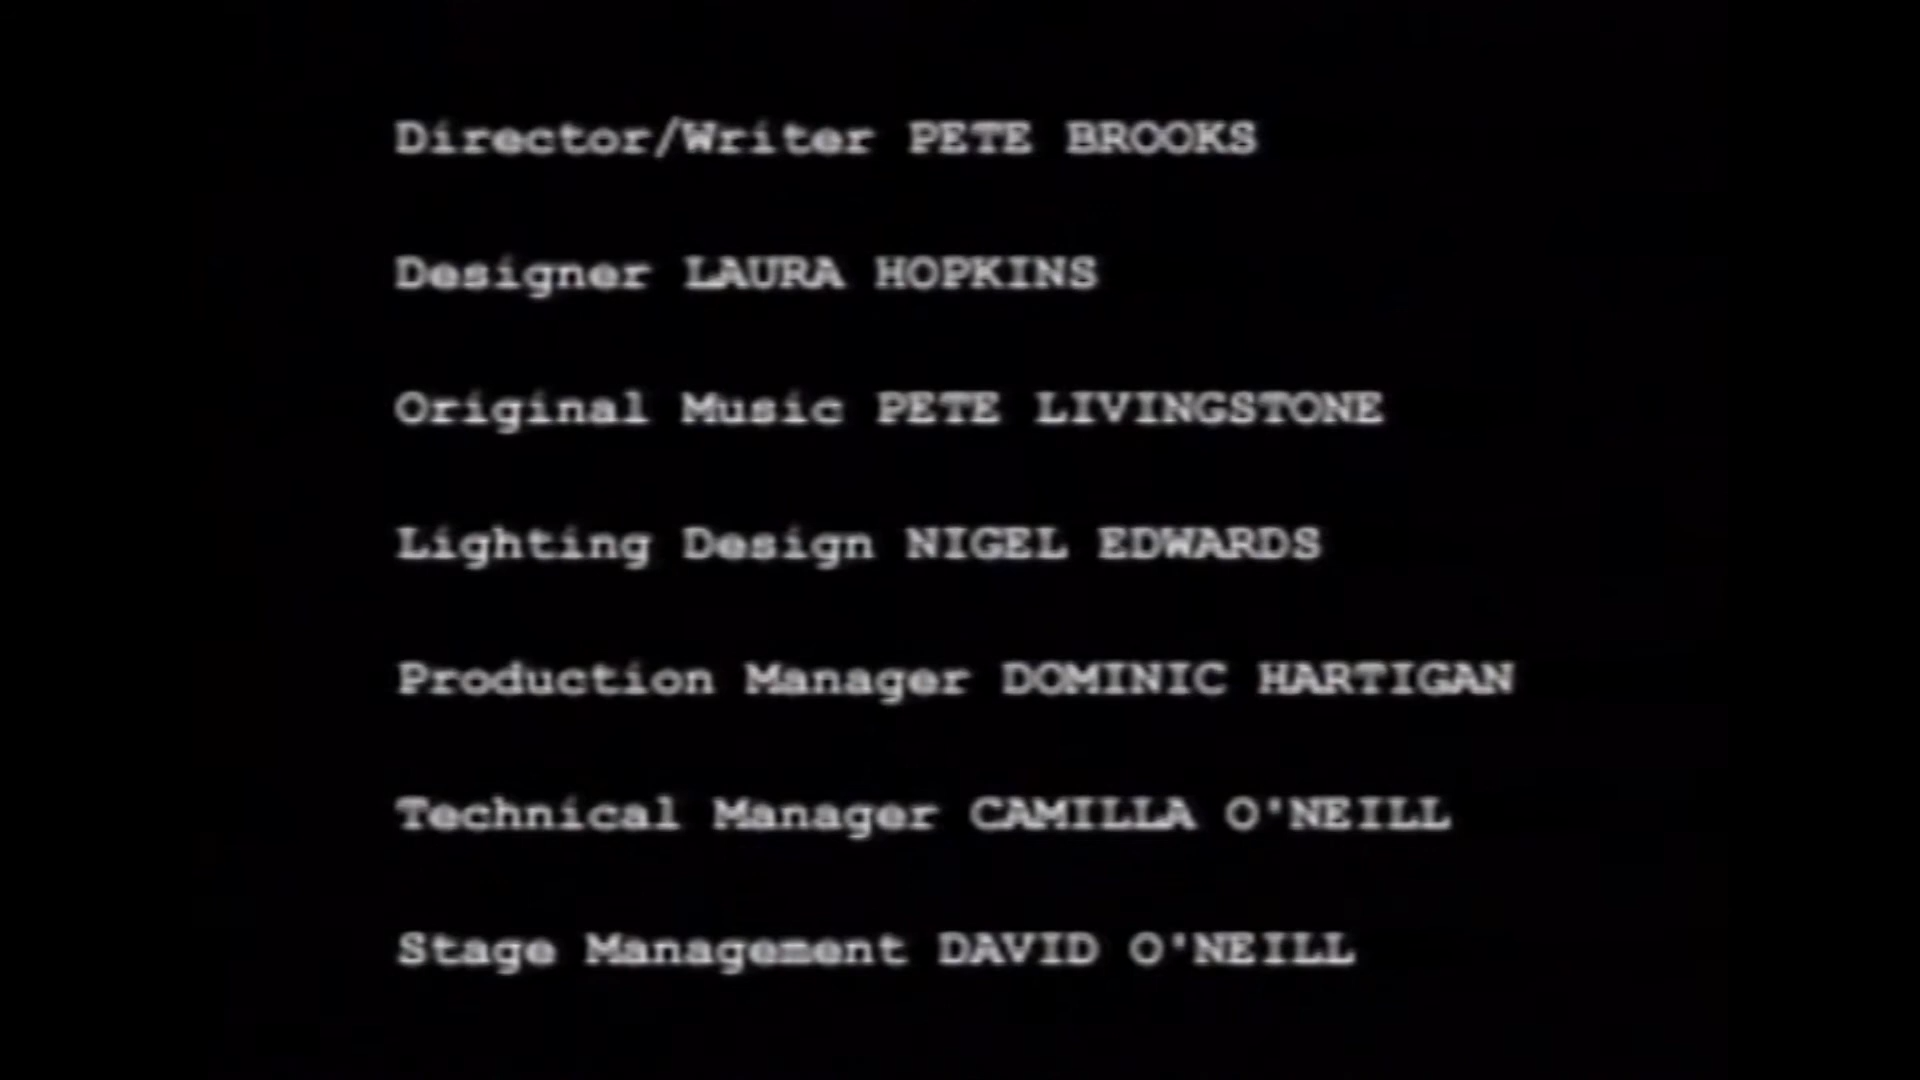 Director/Writer PETE BROOKS
Designer LAURA HOPKINS
Original Music PETE LIVINGSTONE
Lighting Design NIGEL EDWARDS
Production Manager DOMINIC HARTIGAN
Technical Manager CAMILLA O'NEILL
Stage Management DAVID O'NEILL